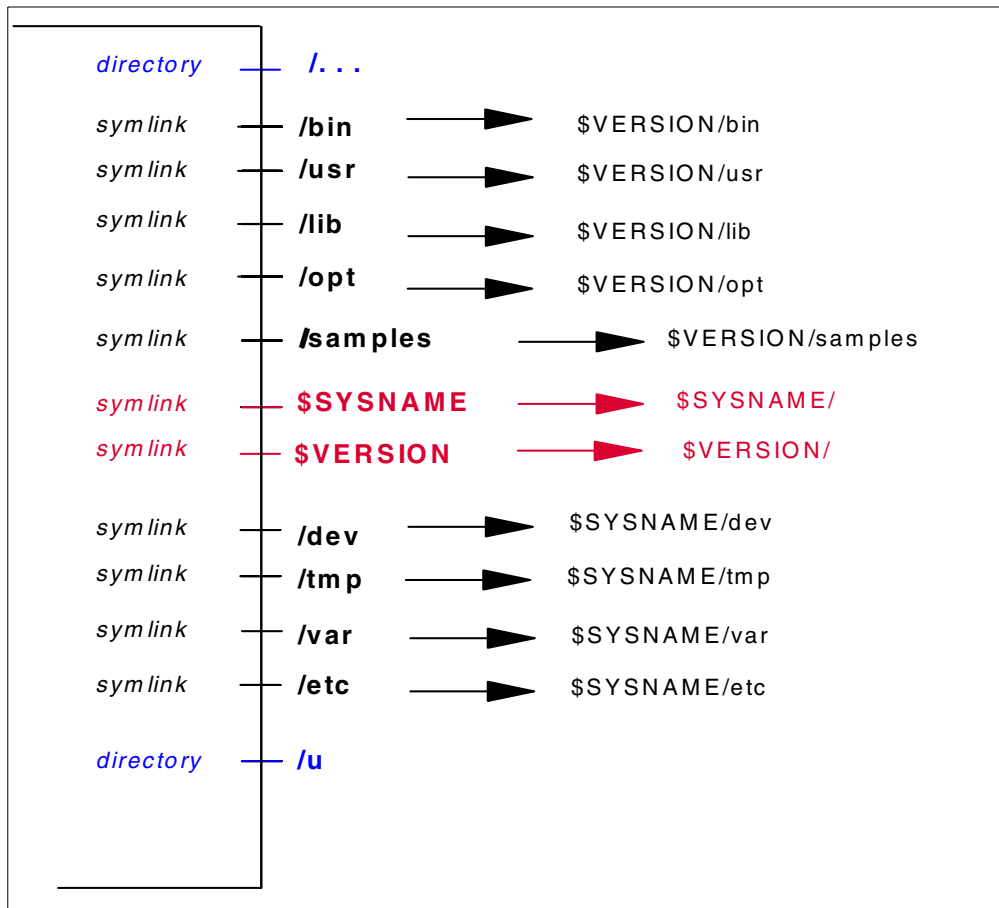 directory /...
symlink /bin $VERSION/bin
symlink /usr $VERSION/usr
symlink /lib $VERSION/lib
symlink /opt $VERSION/opt
symlink /samples $VERSION/samples
symlink $SYSNAME $SYSNAME/
symlink $VERSION $VERSION/
symlink /dev $SYSNAME/dev
symlink /tmp $SYSNAME/tmp
symlink /var $SYSNAME/var
symlink /etc $SYSNAME/etc
directory /u